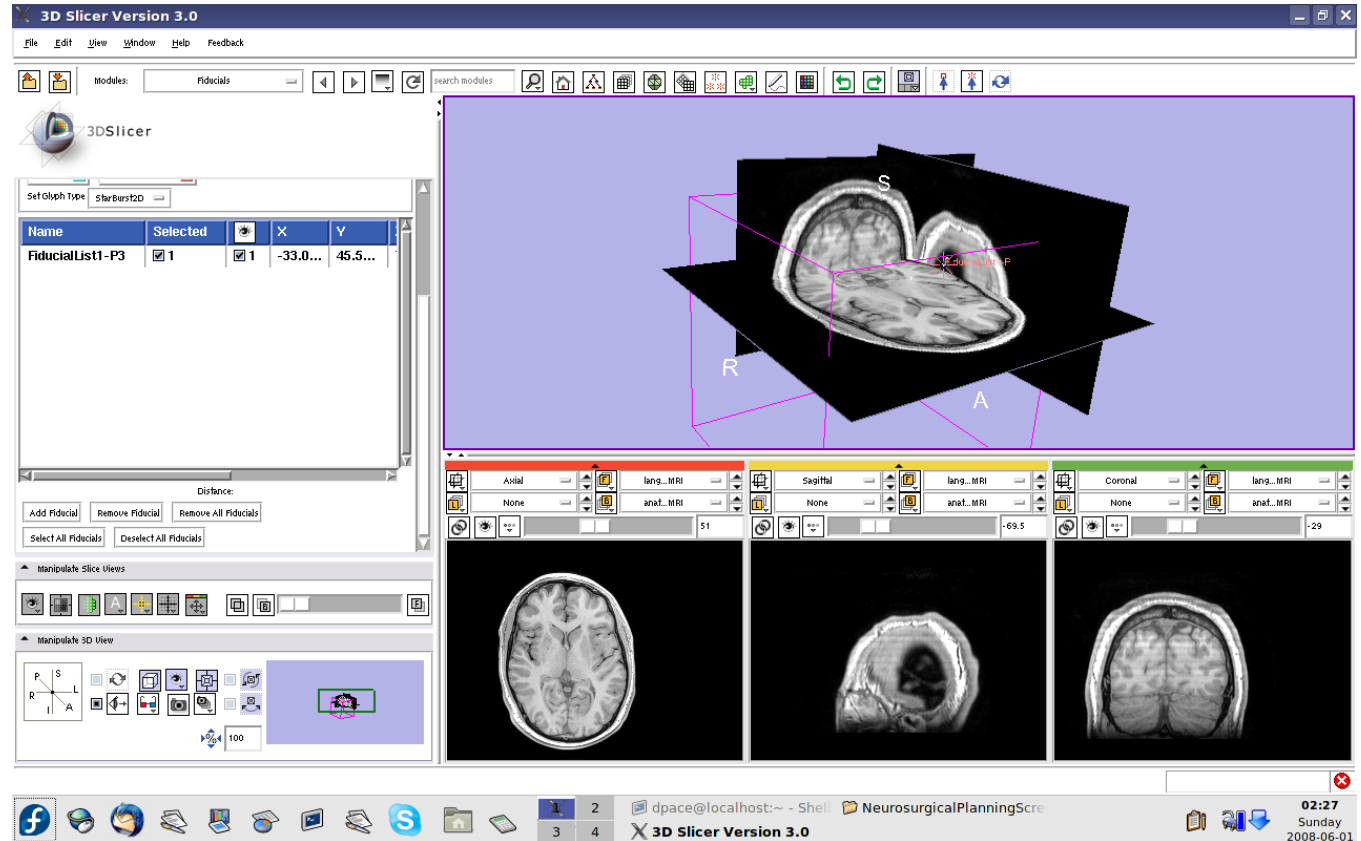 3D Slicer Version 3.0
File Edit View Window Help Feedback
Modules: Fiducials search modules
3DSlicer
Set Glyph Type StarBurst2D
Name Selected X Y
FiducialList1-P3 1 1 -33.0... 45.5...
Distance:
Add Fiducial Remove Fiducial Remove All Fiducials
Select All Fiducials Deselect All Fiducials
Manipulate Slice Views
A L B F
Manipulate 3D View
P S
R L
I A
% 100
S
R
A
Axial F lang...MRI
L None B anat...MRI
51
Sagittal F lang...MRI
L None B anat...MRI
-69.5
Coronal F lang...MRI
L None B anat...MRI
-29
1 2
3 4
dpace@localhost:~ - Shell NeurosurgicalPlanningScre
3D Slicer Version 3.0
02:27
Sunday
2008-06-01